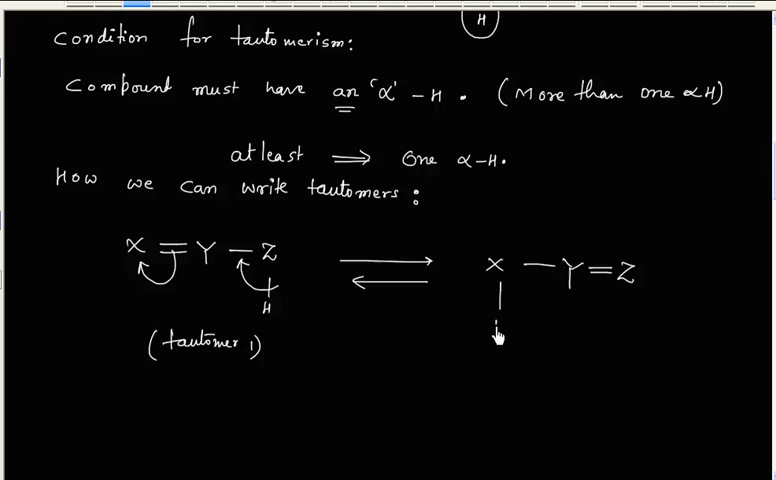 H
Condition for tautomerism:
Compound must have an 'α' - H . (More than one αH)
atleast ⟹ One α-H.
How we can write tautomers :
X = Y — Z ⇌ X — Y = Z
H
(tautomer 1)